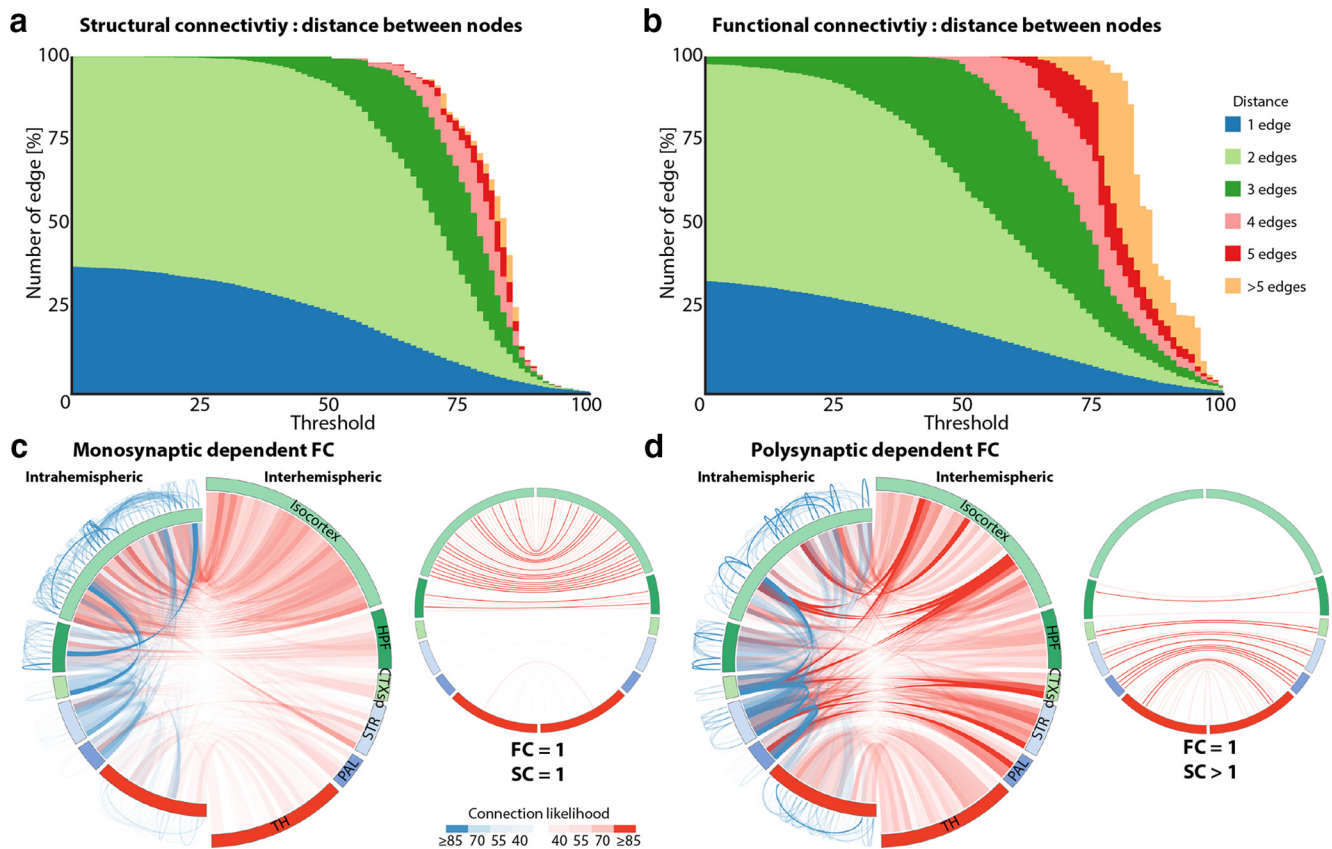 a
Structural connectivtiy : distance between nodes
Number of edge [%]
100
75
50
25
0
25
50
75
100
Threshold
b
Functional connectivtiy : distance between nodes
Number of edge [%]
100
75
50
25
0
25
50
75
100
Threshold
Distance
1 edge
2 edges
3 edges
4 edges
5 edges
>5 edges
c
Monosynaptic dependent FC
Intrahemispheric
Interhemispheric
Isocortex
HPF
CTXsp
STR
PAL
TH
FC = 1
SC = 1
Connection likelihood
≥85 70 55 40 40 55 70 ≥85
d
Polysynaptic dependent FC
Intrahemispheric
Interhemispheric
Isocortex
HPF
CTXsp
STR
PAL
TH
FC = 1
SC > 1